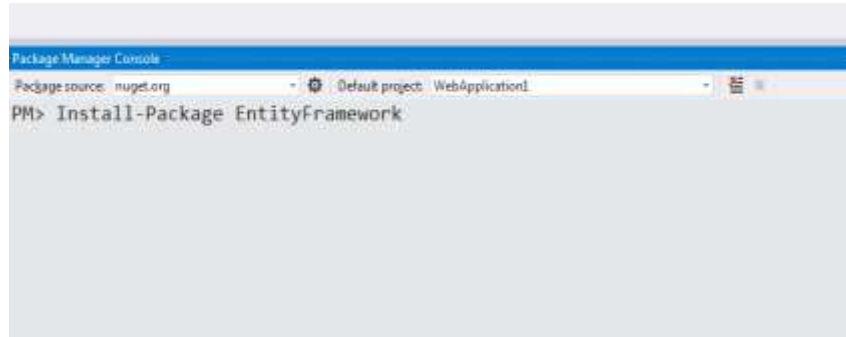 Package Manager Console
Package source: nuget.org Default project: WebApplication1
PM> Install-Package EntityFramework